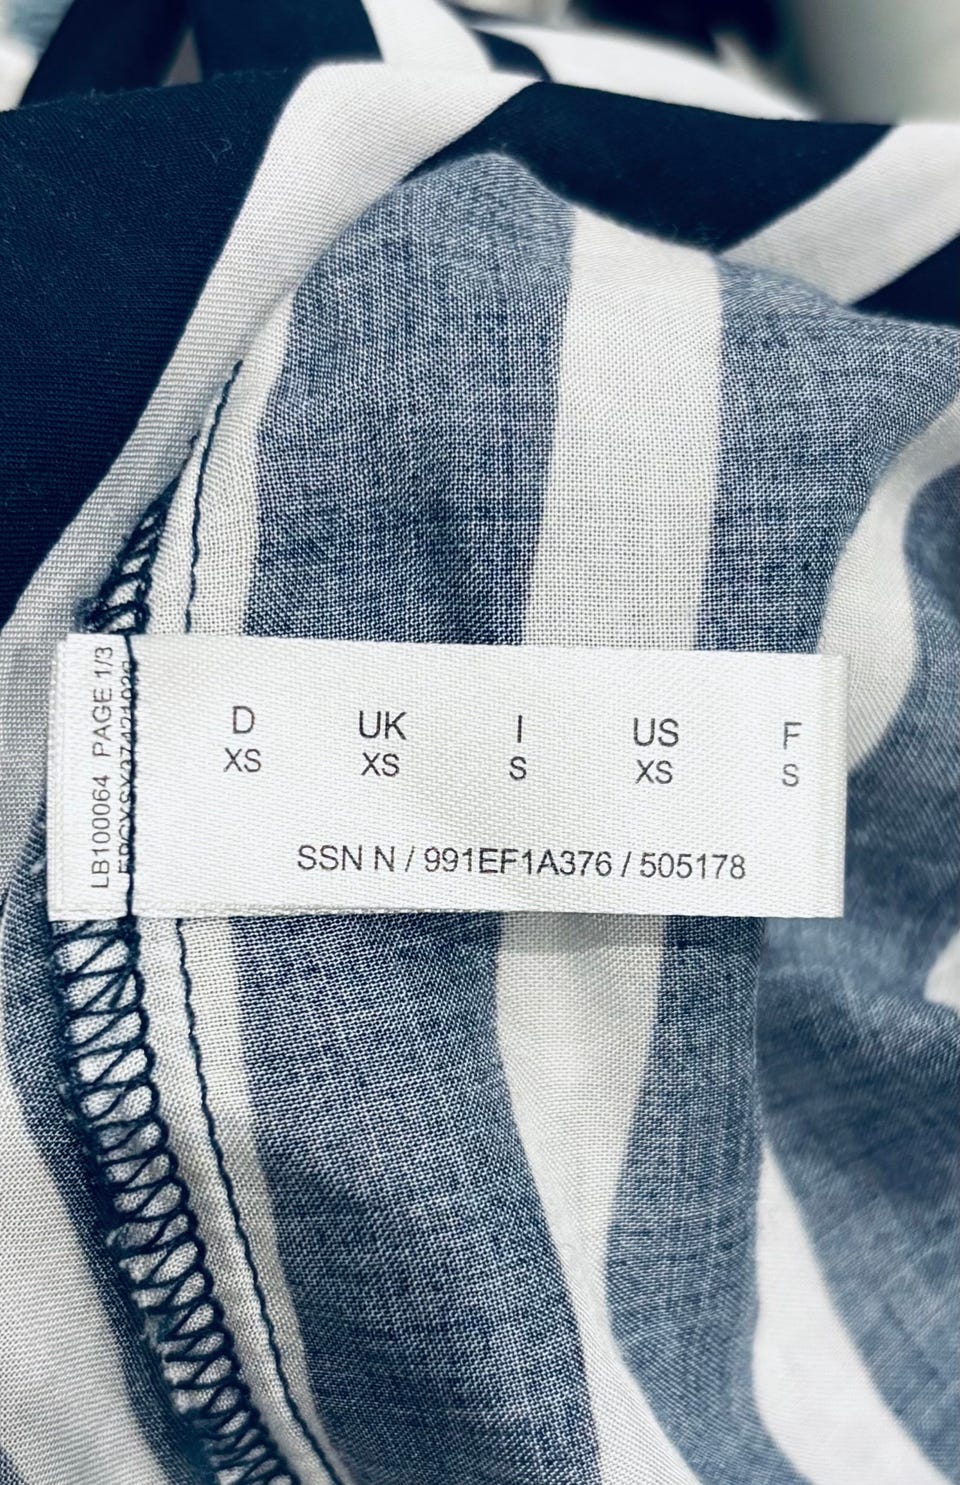 D UK I US F
XS XS S XS S
SSN N / 991EF1A376 / 505178
LB100064 PAGE 1/3